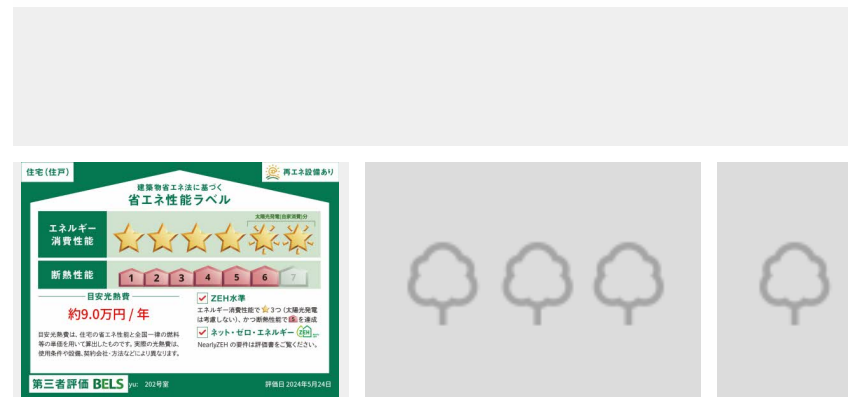 住宅(住戸)
再エネ設備あり
建築物省エネ法に基づく
省エネ性能ラベル
太陽光発電(自家消費)分
エネルギー
消費性能
断熱性能
1 2 3 4 5 6 7
目安光熱費
約9.0万円 / 年
目安光熱費は、住宅の省エネ性能と全国一律の燃料
等の単価を用いて算出したものです。実際の光熱費は、
使用条件や設備、契約会社・方法などにより異なります。
ZEH水準
エネルギー消費性能で 3つ(太陽光発電
は考慮しない)、かつ断熱性能で 5 を達成
ネット・ゼロ・エネルギー ZEH
NearlyZEH の要件は評価書をご覧ください。
第三者評価 BELS
yu: 202号室
評価日 2024年5月24日